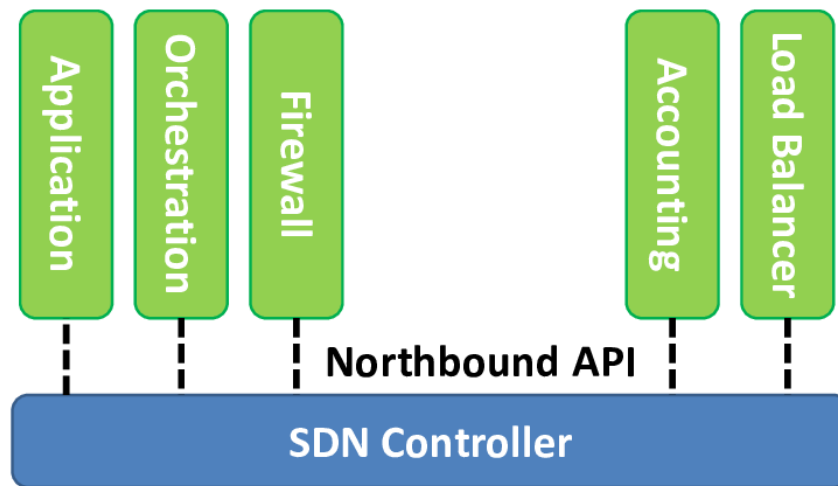 Application
Orchestration
Firewall
Accounting
Load Balancer
Northbound API
SDN Controller